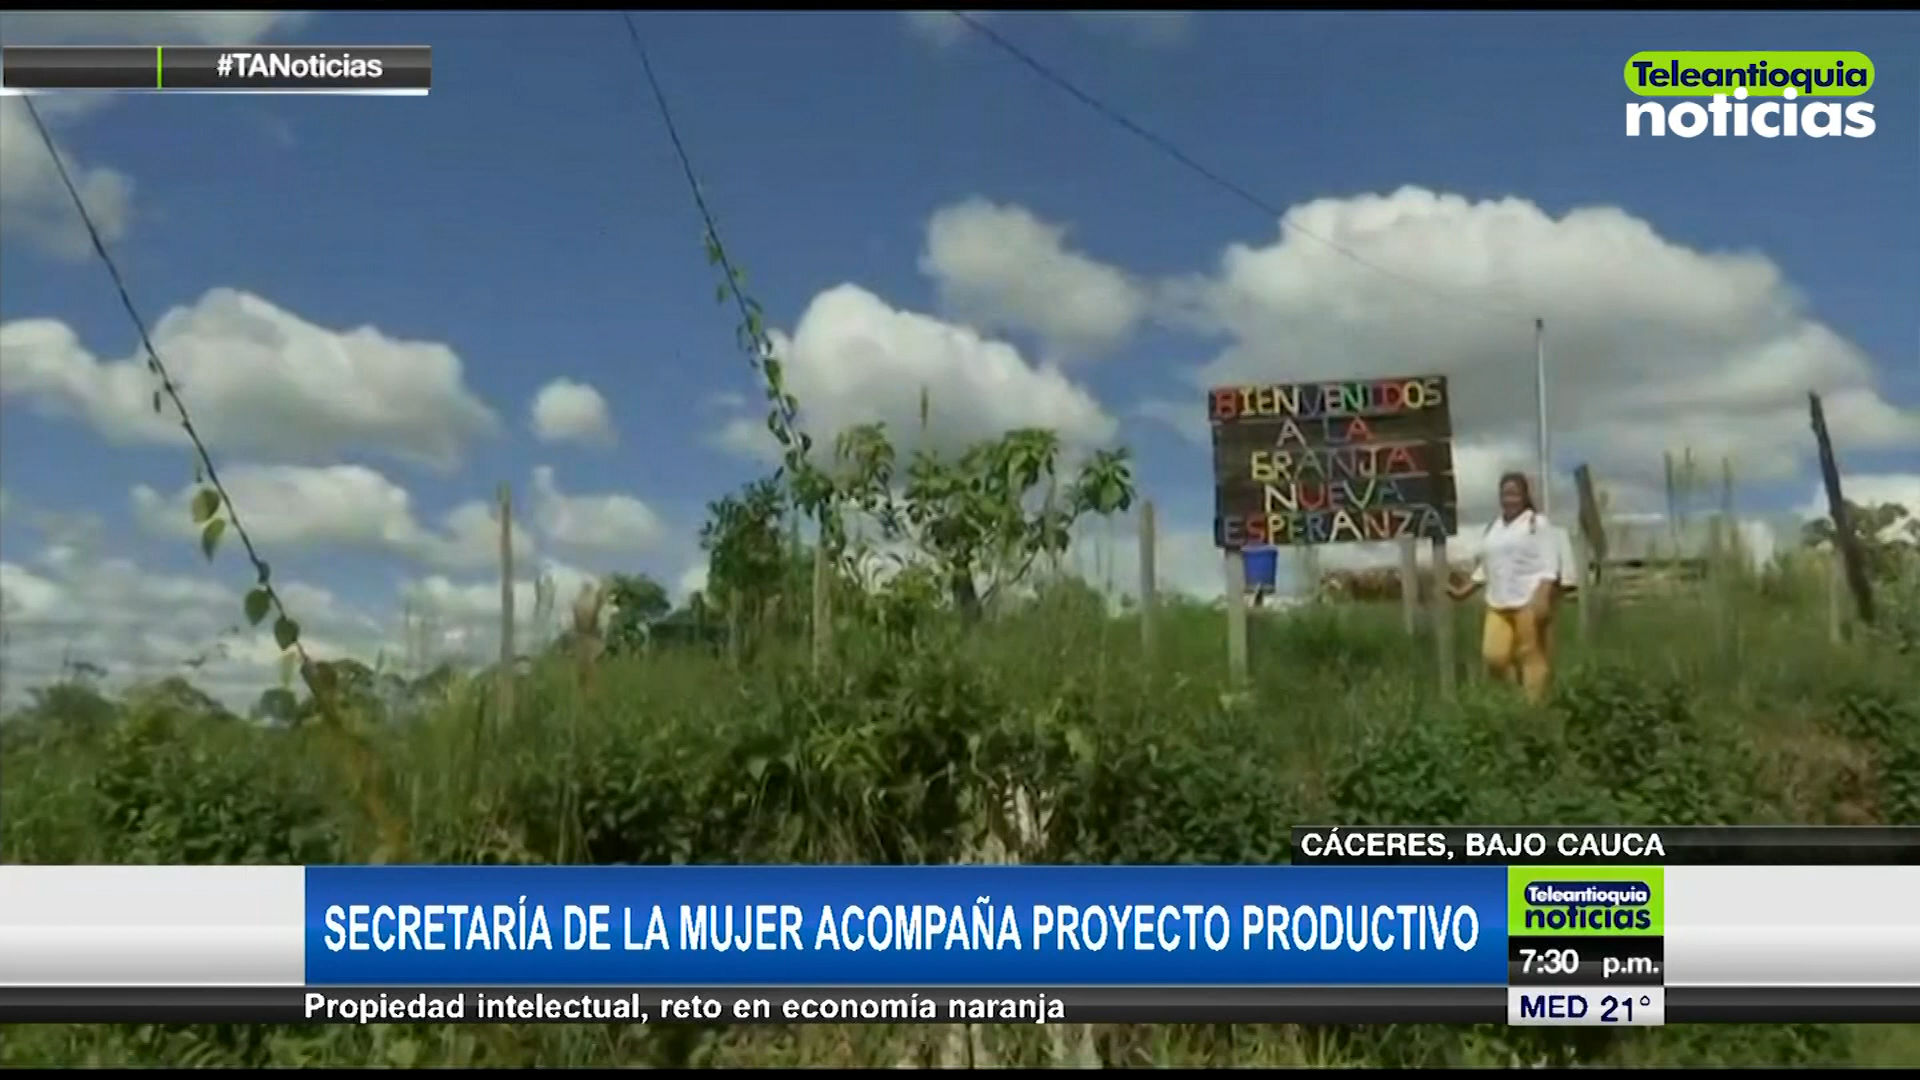 #TANoticias
Teleantioquia
noticias
BIENVENIDOS
A LA
GRANJA
NUEVA
ESPERANZA
CÁCERES, BAJO CAUCA
SECRETARÍA DE LA MUJER ACOMPAÑA PROYECTO PRODUCTIVO
Teleantioquia
noticias
7:30 p.m.
Propiedad intelectual, reto en economía naranja
MED 21°